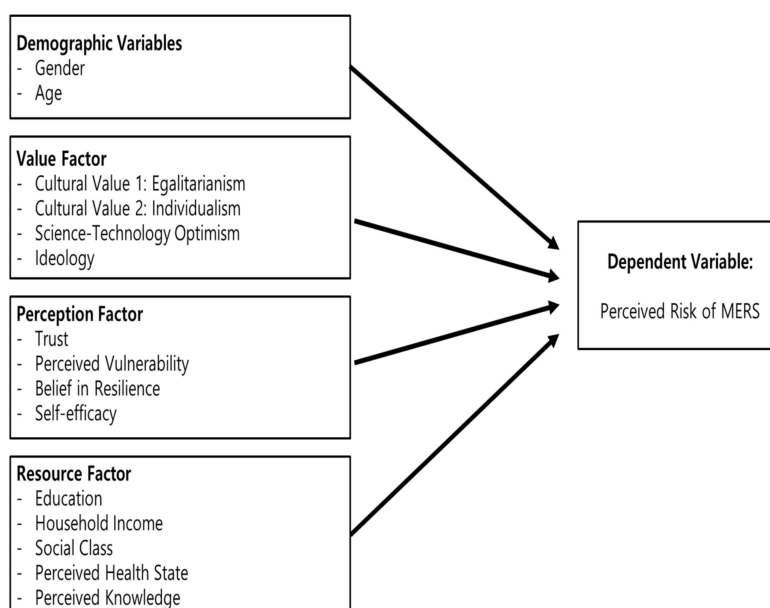 Demographic Variables
- Gender
- Age
Value Factor
- Cultural Value 1: Egalitarianism
- Cultural Value 2: Individualism
- Science-Technology Optimism
- Ideology
Perception Factor
- Trust
- Perceived Vulnerability
- Belief in Resilience
- Self-efficacy
Resource Factor
- Education
- Household Income
- Social Class
- Perceived Health State
- Perceived Knowledge
Dependent Variable:
Perceived Risk of MERS